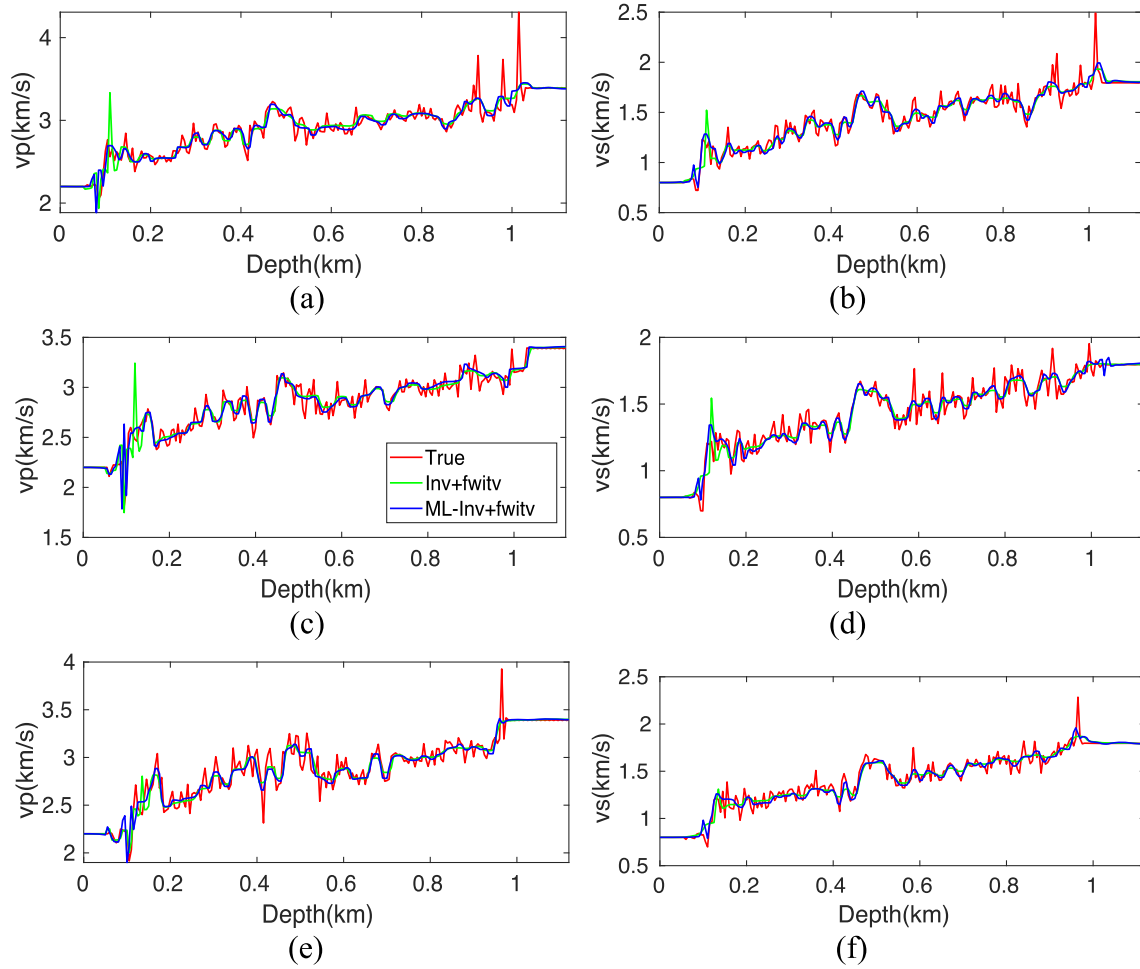 4
3
2
vp(km/s)
0 0.2 0.4 0.6 0.8 1
Depth(km)
(a)
2.5
2
1.5
1
0.5
vs(km/s)
0 0.2 0.4 0.6 0.8 1
Depth(km)
(b)
3.5
3
2.5
2
1.5
vp(km/s)
True
Inv+fwitv
ML-Inv+fwitv
0 0.2 0.4 0.6 0.8 1
Depth(km)
(c)
2
1.5
1
0.5
vs(km/s)
0 0.2 0.4 0.6 0.8 1
Depth(km)
(d)
4
3.5
3
2.5
2
vp(km/s)
0 0.2 0.4 0.6 0.8 1
Depth(km)
(e)
2.5
2
1.5
1
0.5
vs(km/s)
0 0.2 0.4 0.6 0.8 1
Depth(km)
(f)